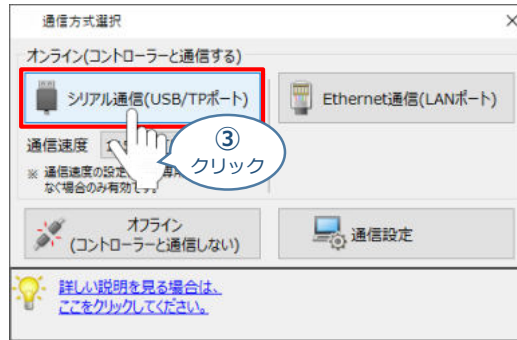 通信方式選択
オンライン(コントローラーと通信する)
シリアル通信(USB/TPポート)
Ethernet通信(LANポート)
通信速度
③
クリック
※ 通信速度の設定
なぐ場合のみ有効です。
オフライン
(コントローラーと通信しない)
通信設定
詳しい説明を見る場合は、
ここをクリックしてください。